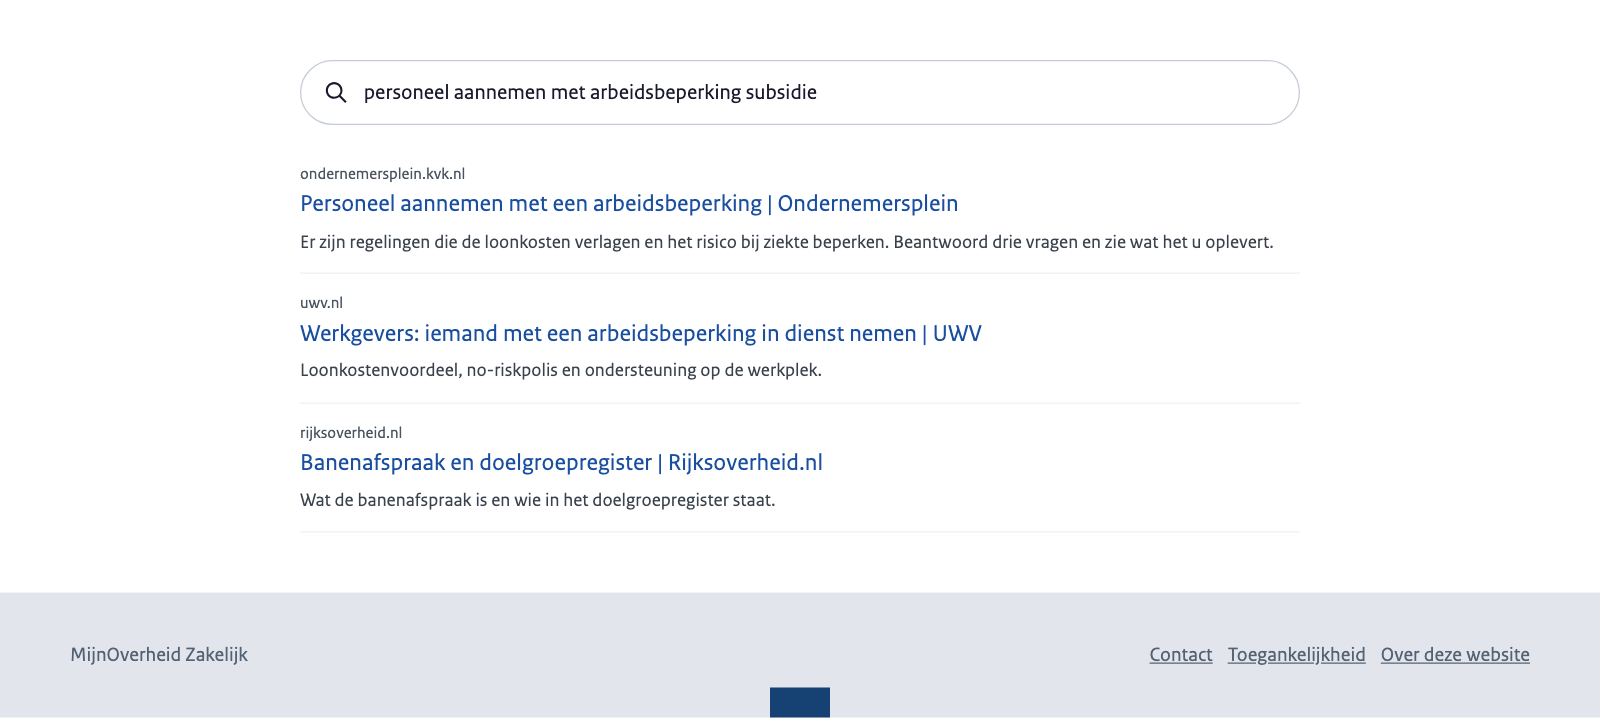 personeel aannemen met arbeidsbeperking subsidie
ondernemersplein.kvk.nl
Personeel aannemen met een arbeidsbeperking | Ondernemersplein
Er zijn regelingen die de loonkosten verlagen en het risico bij ziekte beperken. Beantwoord drie vragen en zie wat het u oplevert.
uwv.nl
Werkgevers: iemand met een arbeidsbeperking in dienst nemen | UWV
Loonkostenvoordeel, no-riskpolis en ondersteuning op de werkplek.
rijksoverheid.nl
Banenafspraak en doelgroepregister | Rijksoverheid.nl
Wat de banenafspraak is en wie in het doelgroepregister staat.
MijnOverheid Zakelijk
Contact Toegankelijkheid Over deze website